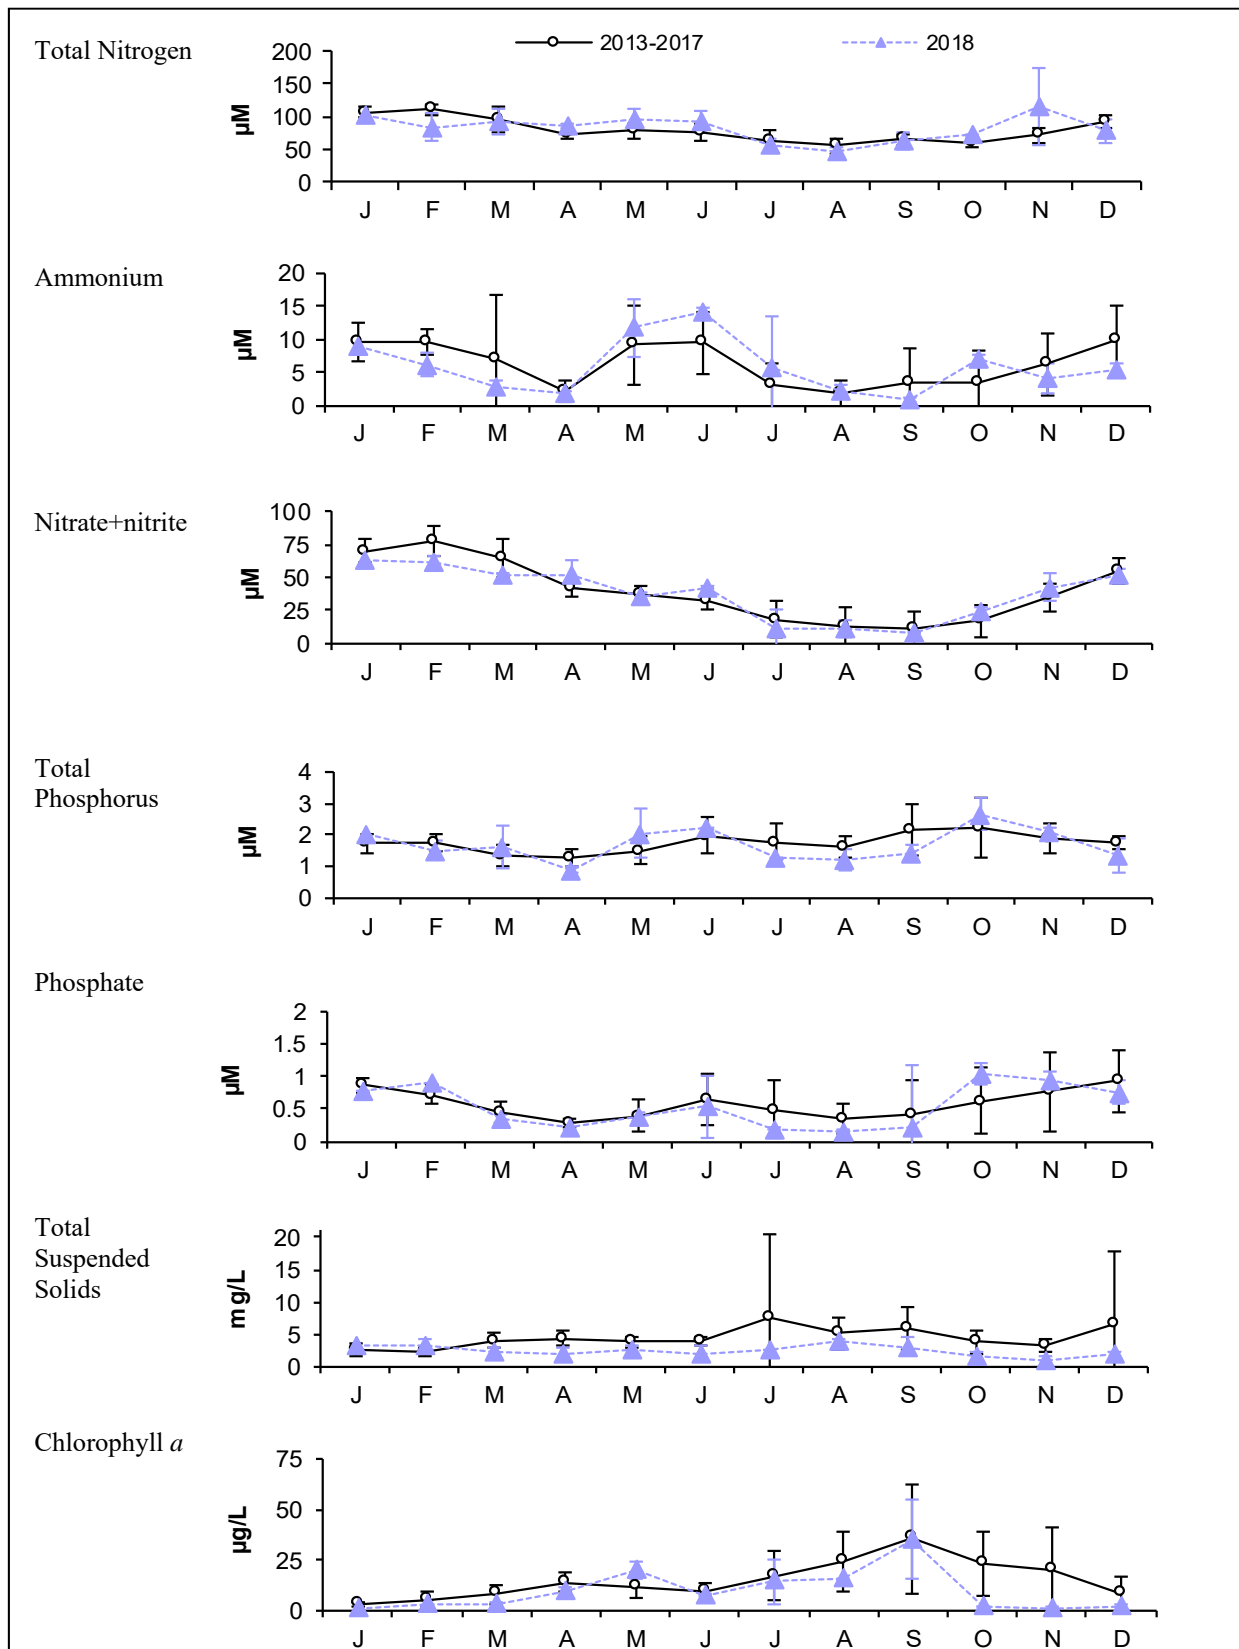 Total Nitrogen
2013-2017
2018
200
150
100
50
0
µM
J F M A M J J A S O N D
Ammonium
20
15
10
5
0
µM
J F M A M J J A S O N D
Nitrate+nitrite
100
75
50
25
0
µM
J F M A M J J A S O N D
Total
Phosphorus
4
3
2
1
0
µM
J F M A M J J A S O N D
Phosphate
2
1.5
1
0.5
0
µM
J F M A M J J A S O N D
Total
Suspended
Solids
20
15
10
5
0
mg/L
J F M A M J J A S O N D
Chlorophyll a
75
50
25
0
µg/L
J F M A M J J A S O N D